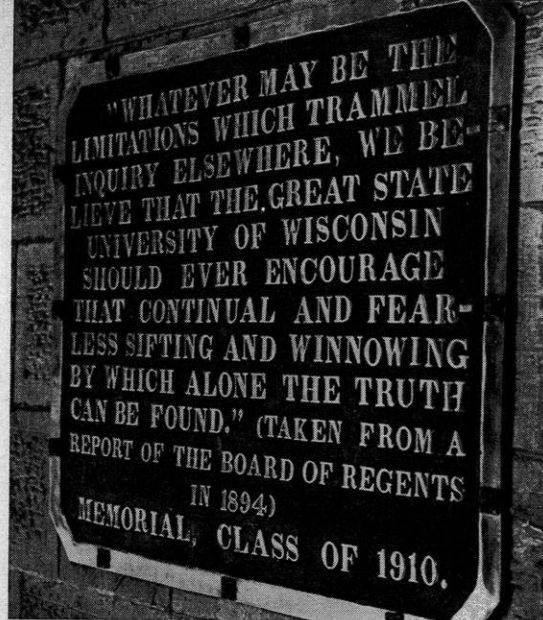 "WHATEVER MAY BE THE
LIMITATIONS WHICH TRAMMEL
INQUIRY ELSEWHERE, WE BE-
LIEVE THAT THE.GREAT STATE
UNIVERSITY OF WISCONSIN
SHOULD EVER ENCOURAGE
THAT CONTINUAL AND FEAR-
LESS SIFTING AND WINNOWING
BY WHICH ALONE THE TRUTH
CAN BE FOUND." (TAKEN FROM A
REPORT OF THE BOARD OF REGENTS
IN 1894)
MEMORIAL, CLASS OF 1910.